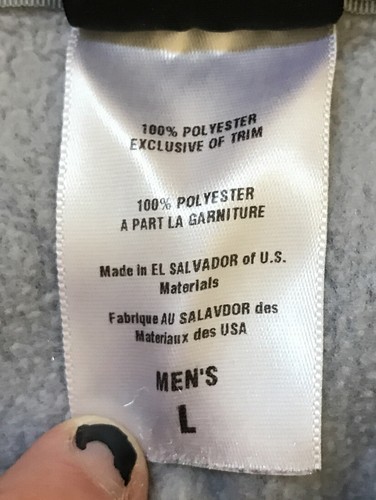 100% POLYESTER
EXCLUSIVE OF TRIM
100% POLYESTER
A PART LA GARNITURE
Made in EL SALVADOR of U.S.
Materials
Fabrique AU SALAVDOR des
Materiaux des USA
MEN'S
L